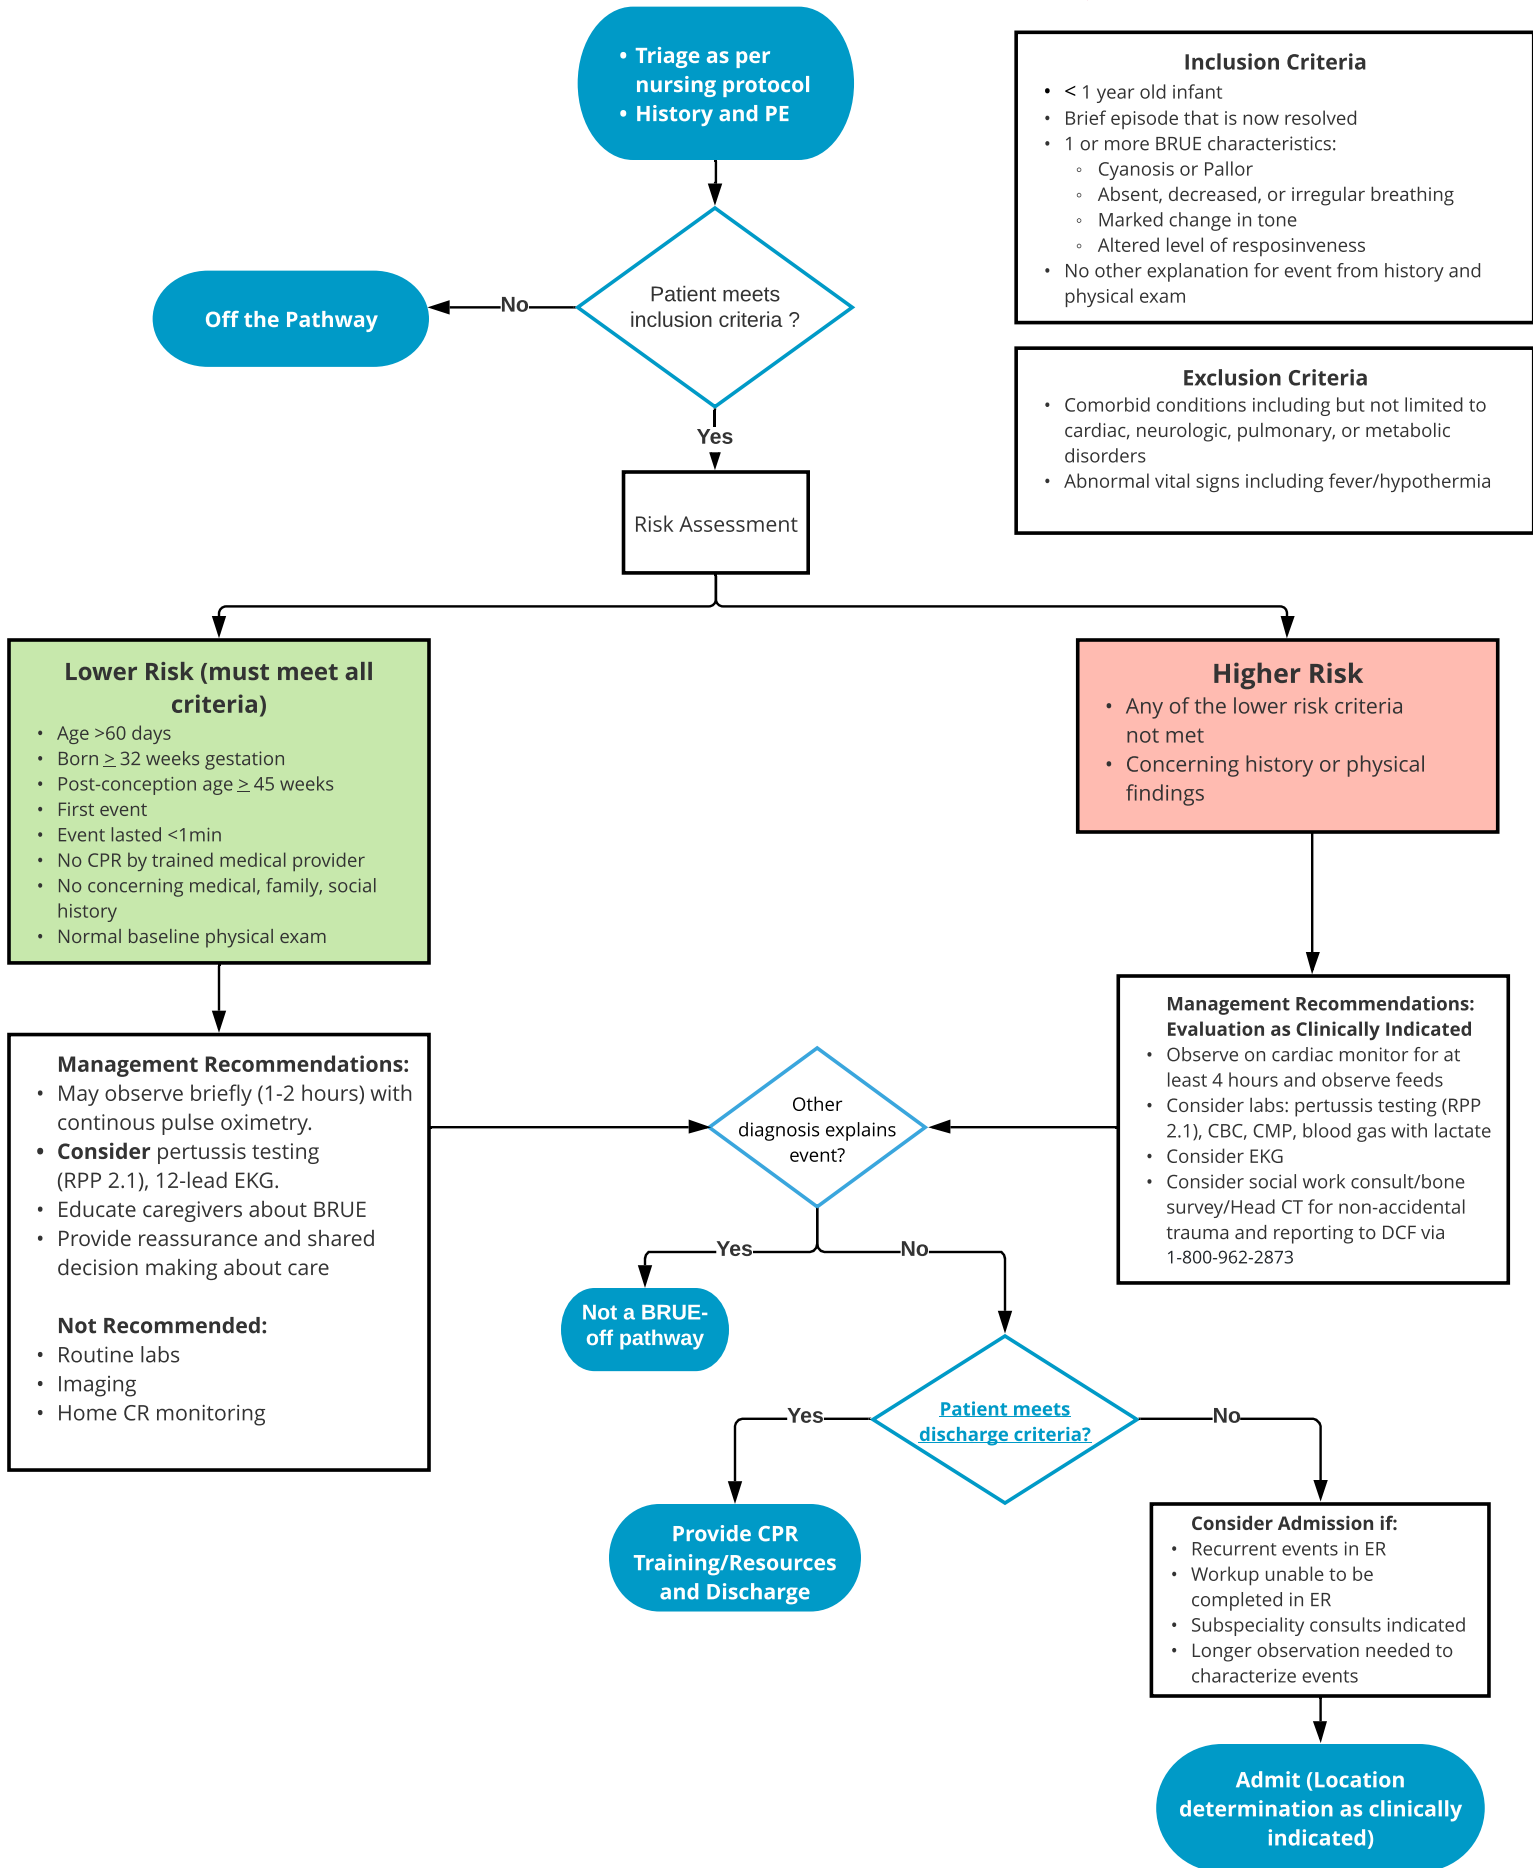 • Triage as per
nursing protocol
• History and PE
Inclusion Criteria
• < 1 year old infant
• Brief episode that is now resolved
• 1 or more BRUE characteristics:
◦ Cyanosis or Pallor
◦ Absent, decreased, or irregular breathing
◦ Marked change in tone
◦ Altered level of resposinveness
• No other explanation for event from history and
physical exam
Patient meets
inclusion criteria ?
No
Off the Pathway
Exclusion Criteria
• Comorbid conditions including but not limited to
cardiac, neurologic, pulmonary, or metabolic
disorders
• Abnormal vital signs including fever/hypothermia
Yes
Risk Assessment
Lower Risk (must meet all
criteria)
• Age >60 days
• Born ≥ 32 weeks gestation
• Post-conception age ≥ 45 weeks
• First event
• Event lasted <1min
• No CPR by trained medical provider
• No concerning medical, family, social
history
• Normal baseline physical exam
Higher Risk
• Any of the lower risk criteria
not met
• Concerning history or physical
findings
Management Recommendations:
• May observe briefly (1-2 hours) with
continous pulse oximetry.
• Consider pertussis testing
(RPP 2.1), 12-lead EKG.
• Educate caregivers about BRUE
• Provide reassurance and shared
decision making about care
Not Recommended:
• Routine labs
• Imaging
• Home CR monitoring
Management Recommendations:
Evaluation as Clinically Indicated
• Observe on cardiac monitor for at
least 4 hours and observe feeds
• Consider labs: pertussis testing (RPP
2.1), CBC, CMP, blood gas with lactate
• Consider EKG
• Consider social work consult/bone
survey/Head CT for non-accidental
trauma and reporting to DCF via
1-800-962-2873
Other
diagnosis explains
event?
Yes
No
Not a BRUE-
off pathway
Patient meets
discharge criteria?
Yes
No
Provide CPR
Training/Resources
and Discharge
Consider Admission if:
• Recurrent events in ER
• Workup unable to be
completed in ER
• Subspeciality consults indicated
• Longer observation needed to
characterize events
Admit (Location
determination as clinically
indicated)